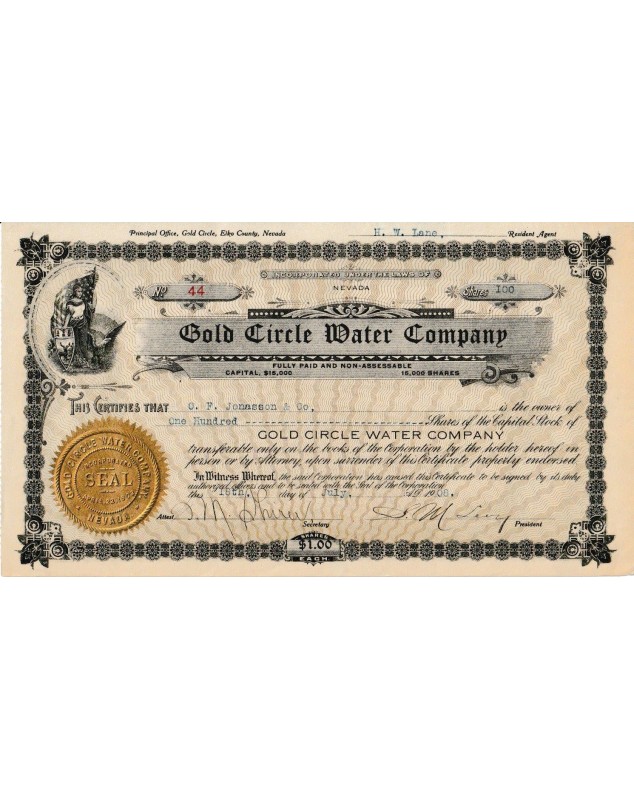 Principal Office, Gold Circle, Elko County, Nevada H. W. Lane, Resident Agent
INCORPORATED UNDER THE LAWS OF
NEVADA
No 44 SHARES 100
Gold Circle Water Company
FULLY PAID AND NON-ASSESSABLE
CAPITAL, $15,000 15,000 SHARES
THIS CERTIFIES THAT O. F. Jonasson & Co, is the owner of
One Hundred Shares of the Capital Stock of
GOLD CIRCLE WATER COMPANY
transferable only on the books of the Corporation by the holder hereof in
person or by Attorney, upon surrender of this Certificate properly endorsed.
In Witness Whereof, the said Corporation has caused this Certificate to be signed by its duly
authorized officers and to be sealed with the Seal of the Corporation
this day of July, 1908.
Attest
Secretary President
GOLD CIRCLE WATER COMPANY
INCORPORATED
SEAL
NEVADA
SHARES
$1.00
EACH